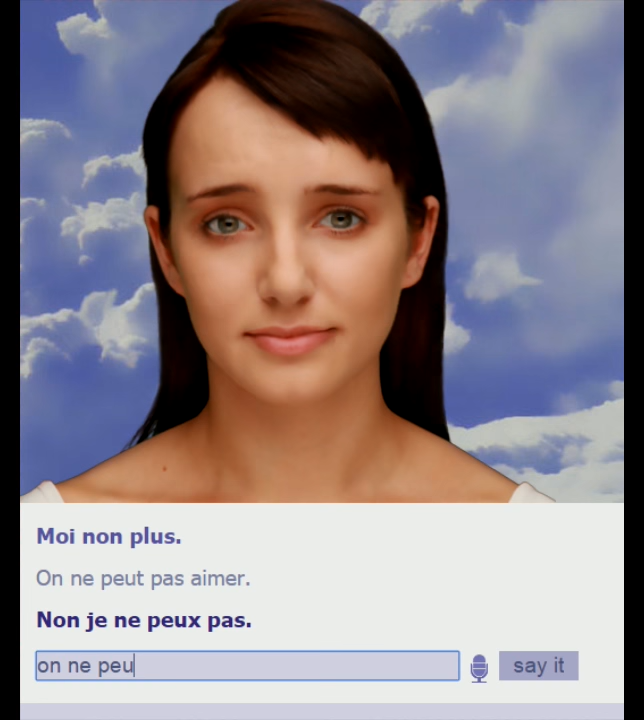 Moi non plus.
On ne peut pas aimer.
Non je ne peux pas.
on ne peu
say it